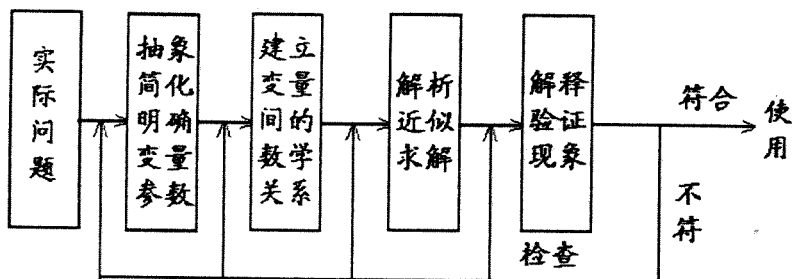 实际问题
抽象
简化
明确
变量
参数
建立
变量
间的
数学
关系
解析
近似
求解
解释
验证
现象
符合
使用
不符
检查